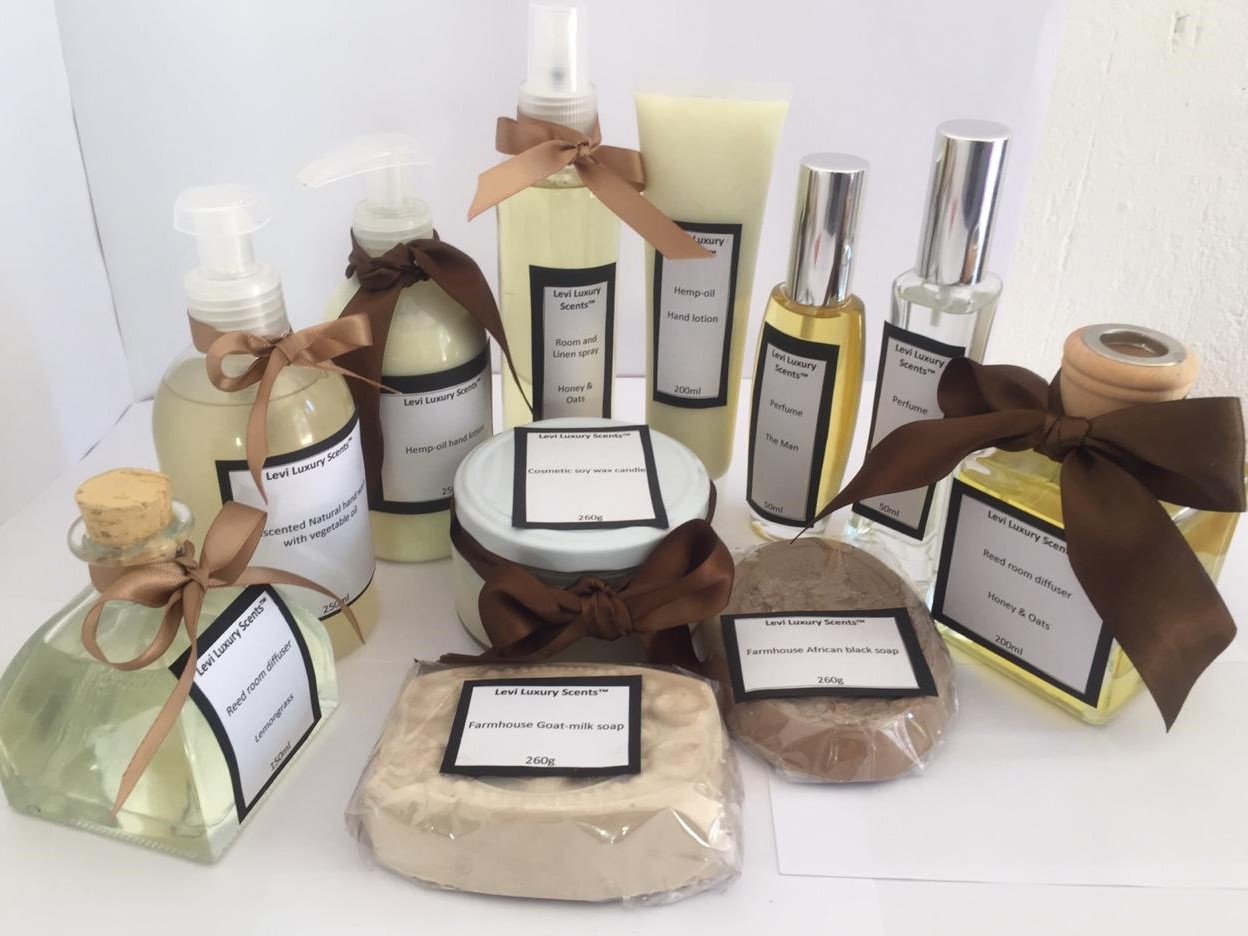 Levi Luxury
Scents™
Room and
Linen spray
Honey &
Oats
Hemp-oil
Hand lotion
200ml
Levi Luxury
Scents™
Perfume
The Man
50ml
Levi Luxury
Scents™
Perfume
50ml
Levi Luxury Scents™
Hemp-oil hand lotion
Levi Luxury Scents™
Natural hand
with vegetable oil
250ml
Levi Luxury Scents™
Cosmetic soy wax candle
260g
Levi Luxury
Reed room diffuser
Honey & Oats
200ml
Levi Luxury Scents™
Reed room diffuser
Lemongrass
150ml
Levi Luxury Scents™
Farmhouse African black soap
260g
Levi Luxury Scents™
Farmhouse Goat-milk soap
260g